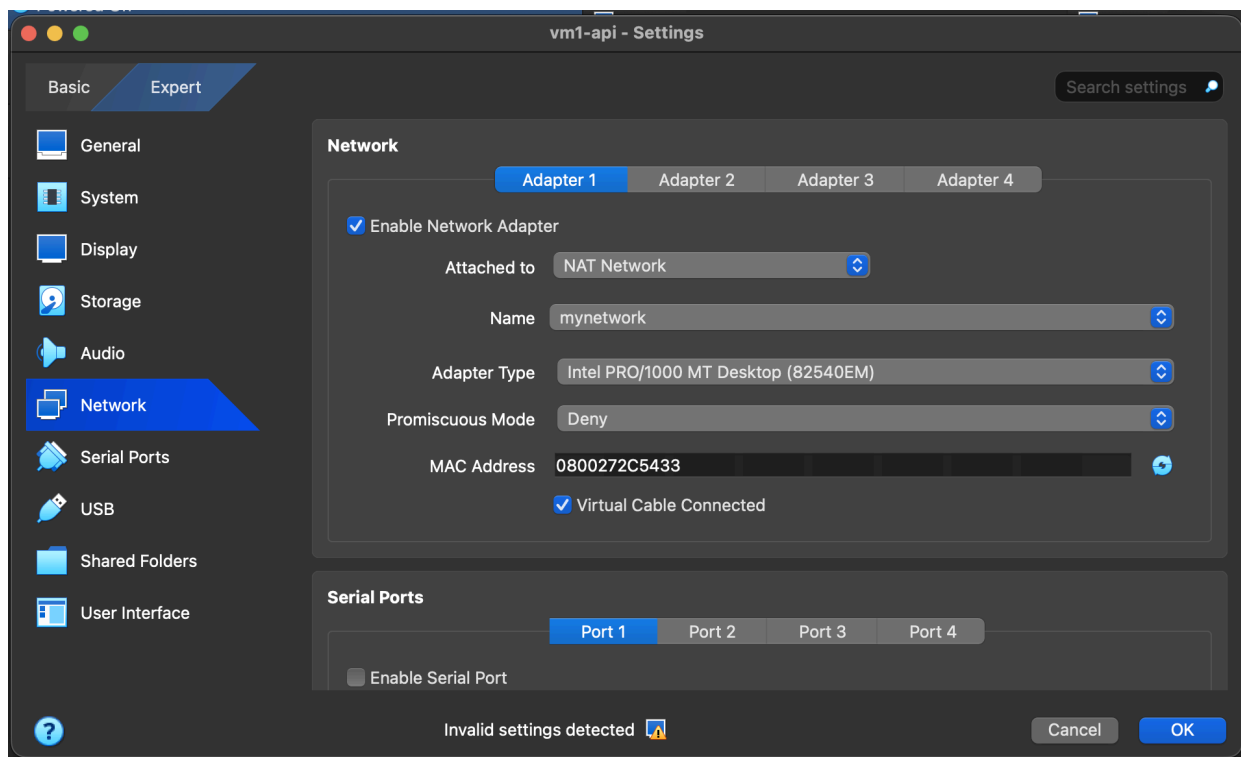 vm1-api - Settings
Basic
Expert
Search settings
General
System
Display
Storage
Audio
Network
Serial Ports
USB
Shared Folders
User Interface
Network
Adapter 1
Adapter 2
Adapter 3
Adapter 4
Enable Network Adapter
Attached to NAT Network
Name mynetwork
Adapter Type Intel PRO/1000 MT Desktop (82540EM)
Promiscuous Mode Deny
MAC Address 0800272C5433
Virtual Cable Connected
Serial Ports
Port 1
Port 2
Port 3
Port 4
Enable Serial Port
?
Invalid settings detected
Cancel
OK